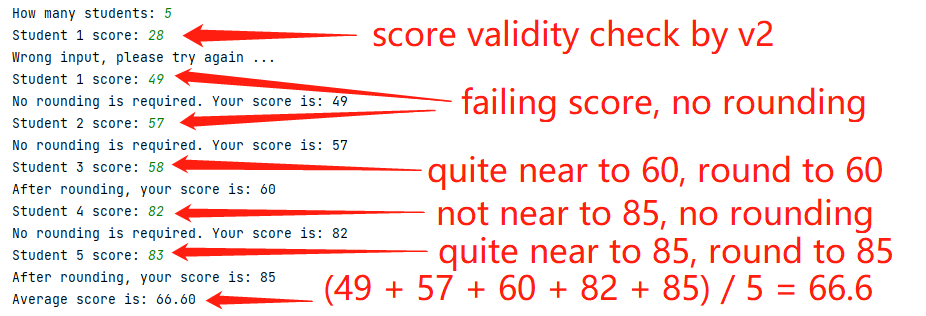 How many students: 5
Student 1 score: 28
score validity check by v2
Wrong input, please try again ...
Student 1 score: 49
No rounding is required. Your score is: 49
failing score, no rounding
Student 2 score: 57
No rounding is required. Your score is: 57
Student 3 score: 58
quite near to 60, round to 60
After rounding, your score is: 60
Student 4 score: 82
not near to 85, no rounding
No rounding is required. Your score is: 82
Student 5 score: 83
quite near to 85, round to 85
After rounding, your score is: 85
Average score is: 66.60
(49 + 57 + 60 + 82 + 85) / 5 = 66.6